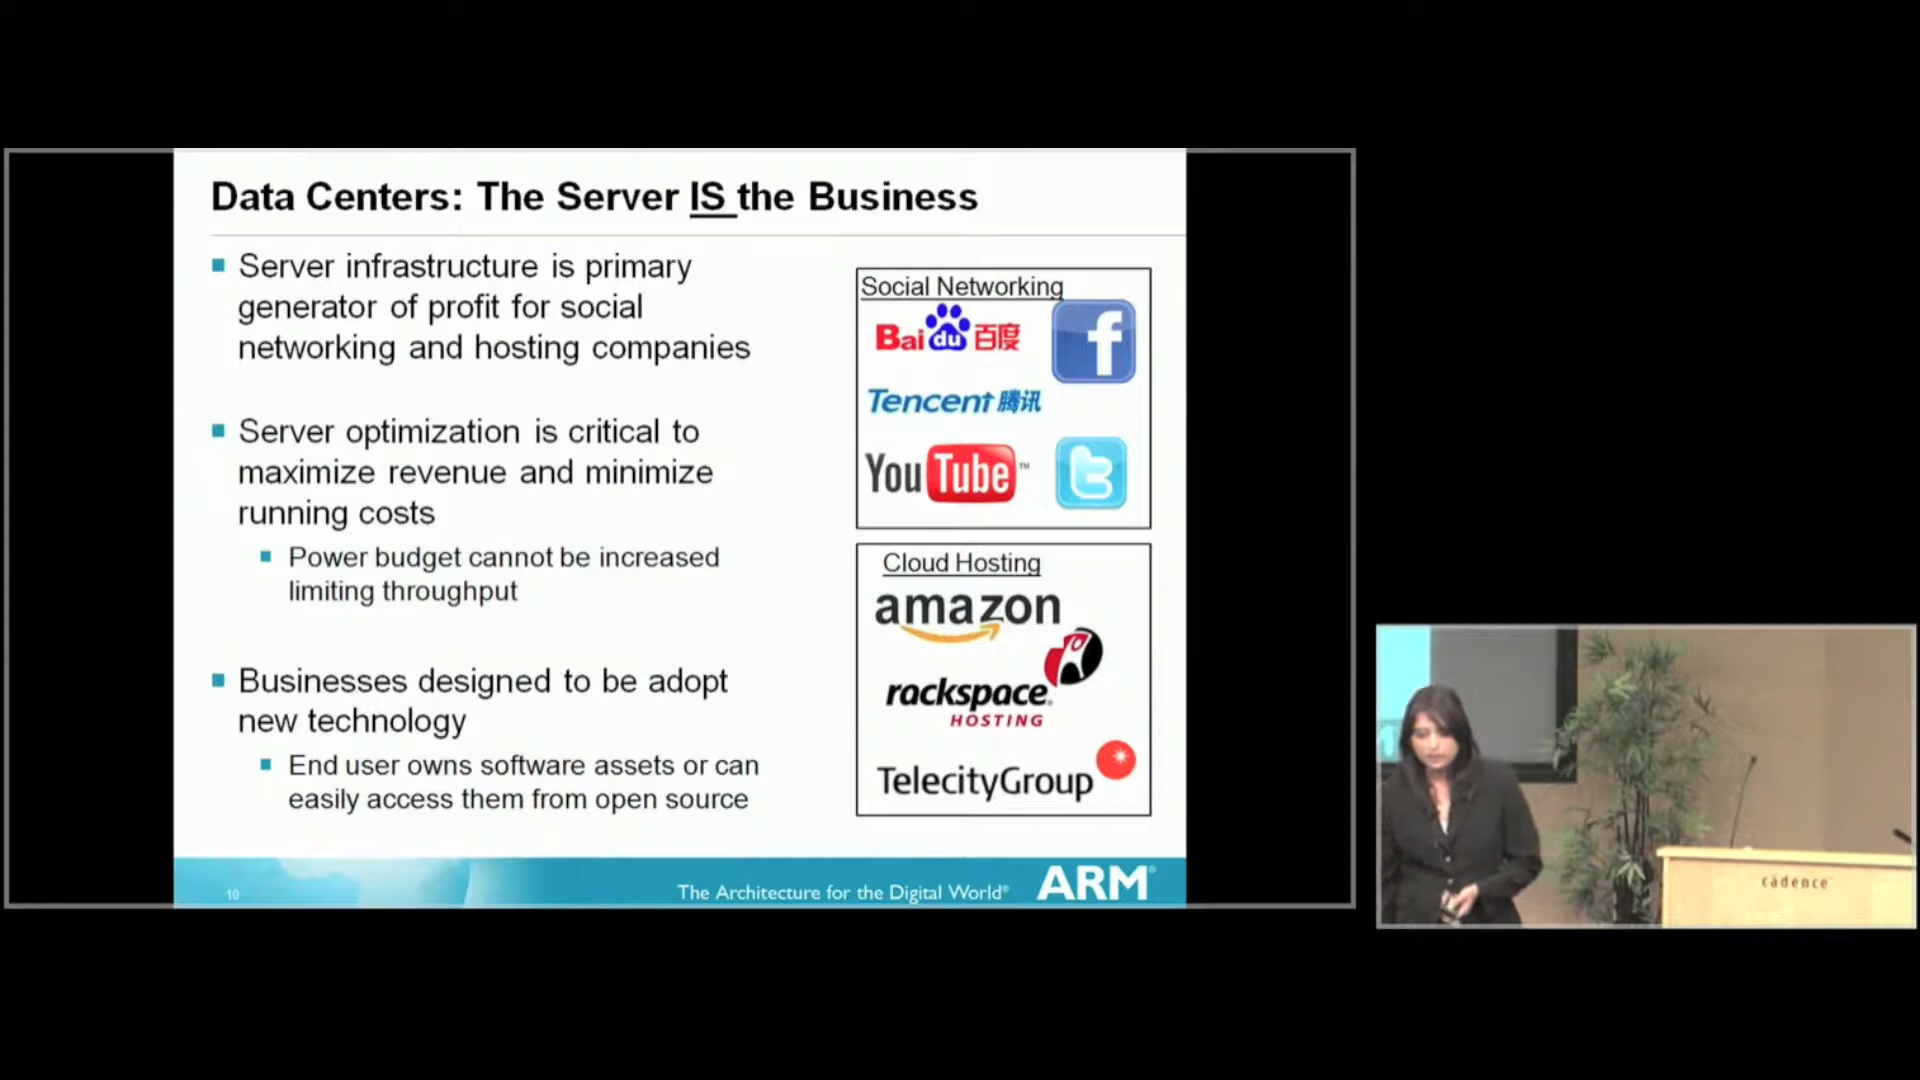 Data Centers: The Server IS the Business
Server infrastructure is primary
generator of profit for social
networking and hosting companies
Server optimization is critical to
maximize revenue and minimize
running costs
Power budget cannot be increased
limiting throughput
Businesses designed to be adopt
new technology
End user owns software assets or can
easily access them from open source
Social Networking
Bai du 百度
f
Tencent 腾讯
YouTube™
t
Cloud Hosting
amazon
rackspace®
HOSTING
TelecityGroup
10
The Architecture for the Digital World®
ARM®
cādence